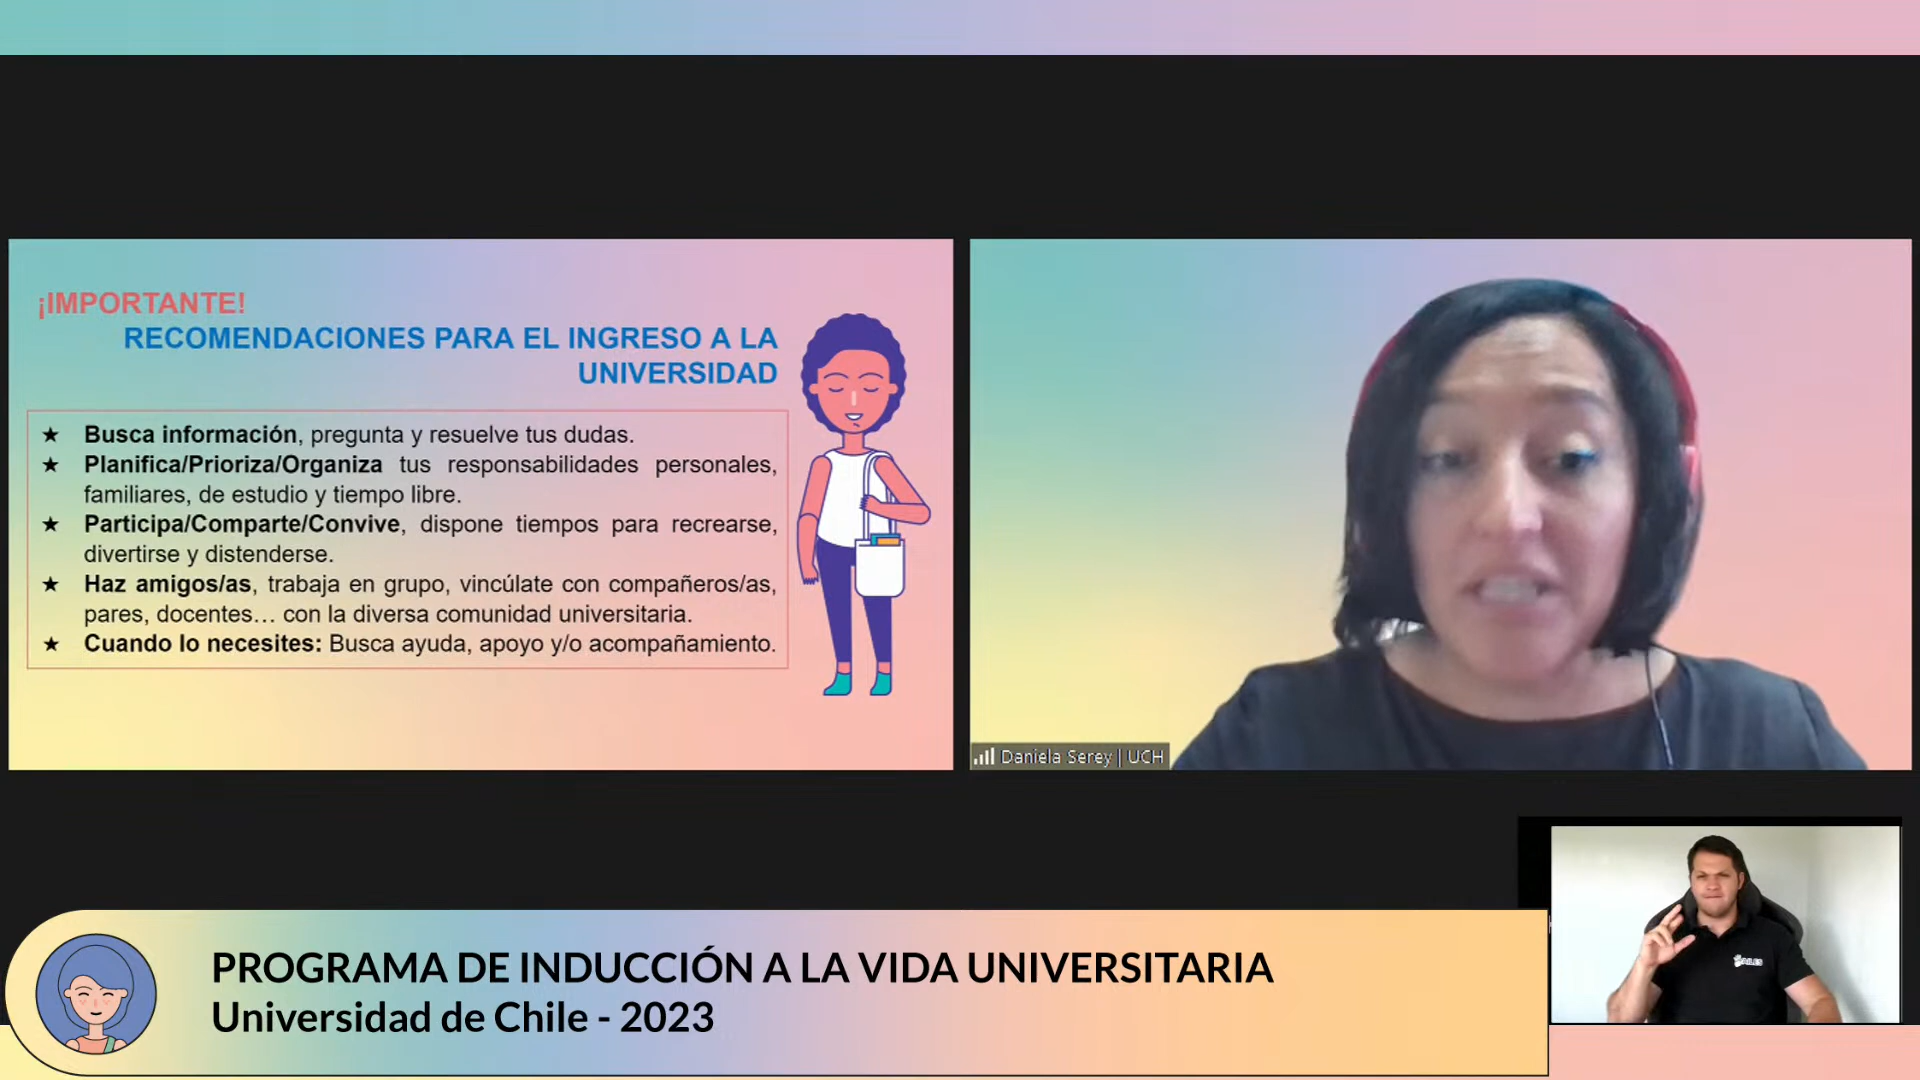 ¡IMPORTANTE!
RECOMENDACIONES PARA EL INGRESO A LA
UNIVERSIDAD
★ Busca información, pregunta y resuelve tus dudas.
★ Planifica/Prioriza/Organiza tus responsabilidades personales,
familiares, de estudio y tiempo libre.
★ Participa/Comparte/Convive, dispone tiempos para recrearse,
divertirse y distenderse.
★ Haz amigos/as, trabaja en grupo, vincúlate con compañeros/as,
pares, docentes… con la diversa comunidad universitaria.
★ Cuando lo necesites: Busca ayuda, apoyo y/o acompañamiento.
Daniela Serey | UCH
PROGRAMA DE INDUCCIÓN A LA VIDA UNIVERSITARIA
Universidad de Chile - 2023